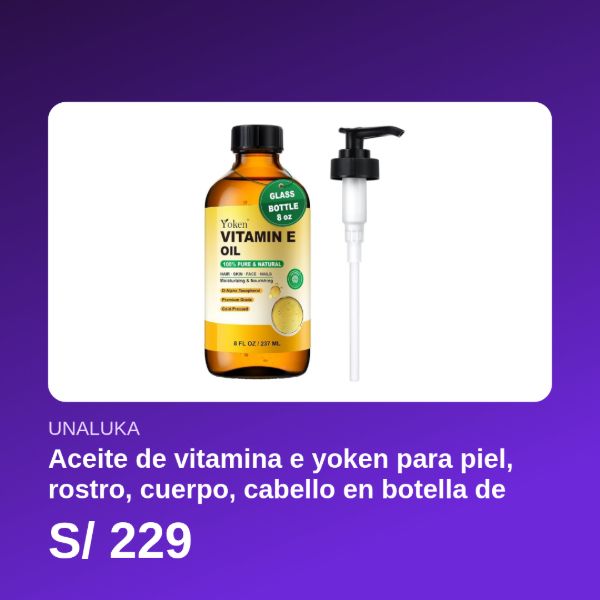 GLASS
BOTTLE
8 oz
Yoken
VITAMIN E
OIL
100% PURE & NATURAL
HAIR SKIN FACE NAILS
Moisturizing & Nourishing
D-Alpha Tocopherol
Premium Grade
Cold Pressed
8 FL OZ / 237 ML
UNALUKA
Aceite de vitamina e yoken para piel,
rostro, cuerpo, cabello en botella de
S/ 229